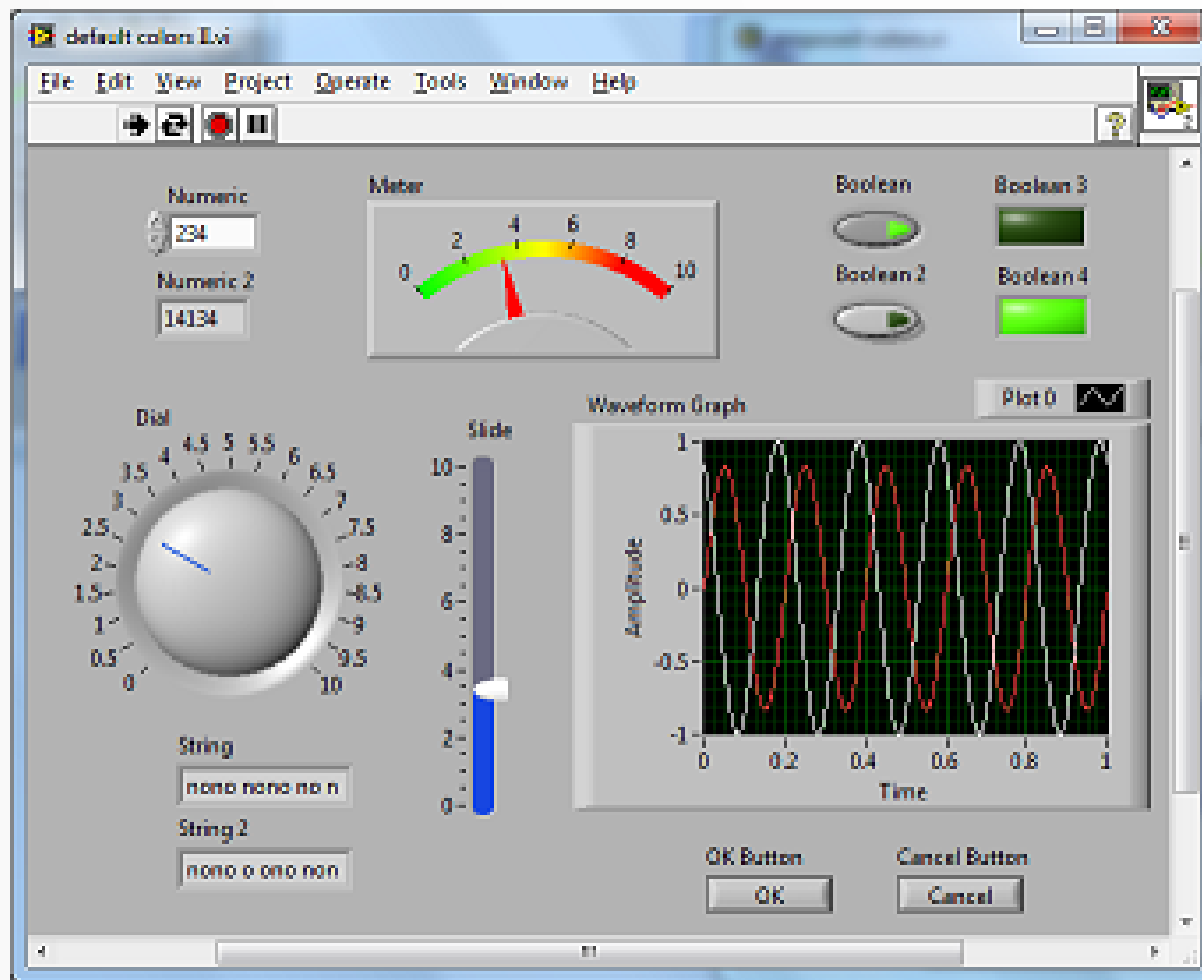 default colors II.vi
File Edit View Project Operate Tools Window Help
Numeric
234
Numeric 2
14134
Meter
0 2 4 6 8 10
Boolean
Boolean 3
Boolean 2
Boolean 4
Dial
0 0.5 1 1.5 2 2.5 3 3.5 4 4.5 5 5.5 6 6.5 7 7.5 8 8.5 9 9.5 10
Slide
10
8
6
4
2
0
Waveform Graph
Plot 0
Amplitude
1
0.5
0
-0.5
-1
0 0.2 0.4 0.6 0.8 1
Time
String
nono nono no n
String 2
nono o ono non
OK Button
OK
Cancel Button
Cancel